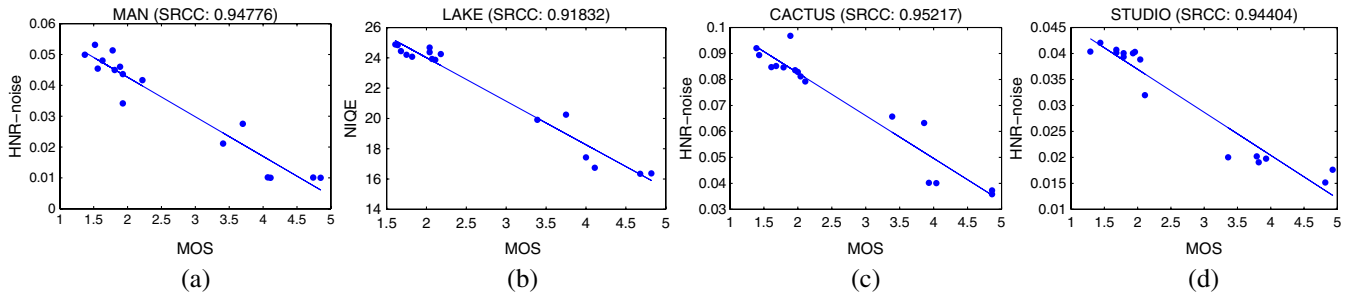 MAN (SRCC: 0.94776)
HNR−noise
0.06
0.05
0.04
0.03
0.02
0.01
0
1 1.5 2 2.5 3 3.5 4 4.5 5
MOS
(a)
LAKE (SRCC: 0.91832)
NIQE
26
24
22
20
18
16
14
1.5 2 2.5 3 3.5 4 4.5 5
MOS
(b)
CACTUS (SRCC: 0.95217)
HNR−noise
0.1
0.09
0.08
0.07
0.06
0.05
0.04
0.03
1 1.5 2 2.5 3 3.5 4 4.5 5
MOS
(c)
STUDIO (SRCC: 0.94404)
HNR−noise
0.045
0.04
0.035
0.03
0.025
0.02
0.015
0.01
1 1.5 2 2.5 3 3.5 4 4.5 5
MOS
(d)